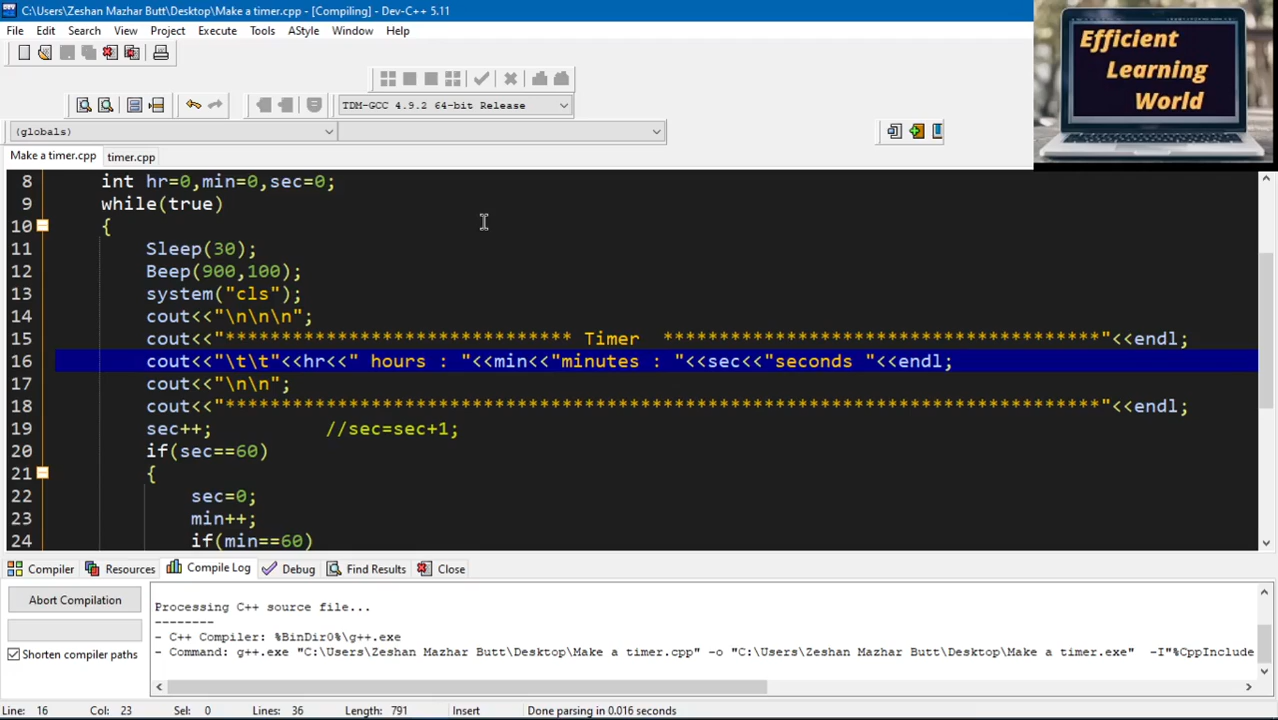 C:\Users\Zeshan Mazhar Butt\Desktop\Make a timer.cpp - [Compiling] - Dev-C++ 5.11
File Edit Search View Project Execute Tools AStyle Window Help
Efficient
Learning
World
TDM-GCC 4.9.2 64-bit Release
(globals)
Make a timer.cpp timer.cpp
8 int hr=0,min=0,sec=0;
9 while(true)
10 {
11 Sleep(30);
12 Beep(900,100);
13 system("cls");
14 cout<<"\n\n\n";
15 cout<<"******************************* Timer ***************************************"<<endl;
16 cout<<"\t\t"<<hr<<" hours : "<<min<<"minutes : "<<sec<<"seconds "<<endl;
17 cout<<"\n\n";
18 cout<<"******************************************************************************"<<endl;
19 sec++; //sec=sec+1;
20 if(sec==60)
21 {
22 sec=0;
23 min++;
24 if(min==60)
Compiler Resources Compile Log Debug Find Results Close
Abort Compilation
Shorten compiler paths
Processing C++ source file...
--------
- C++ Compiler: %BinDir0%\g++.exe
- Command: g++.exe "C:\Users\Zeshan Mazhar Butt\Desktop\Make a timer.cpp" -o "C:\Users\Zeshan Mazhar Butt\Desktop\Make a timer.exe" -I"%CppInclude
Line: 16 Col: 23 Sel: 0 Lines: 36 Length: 791 Insert Done parsing in 0.016 seconds